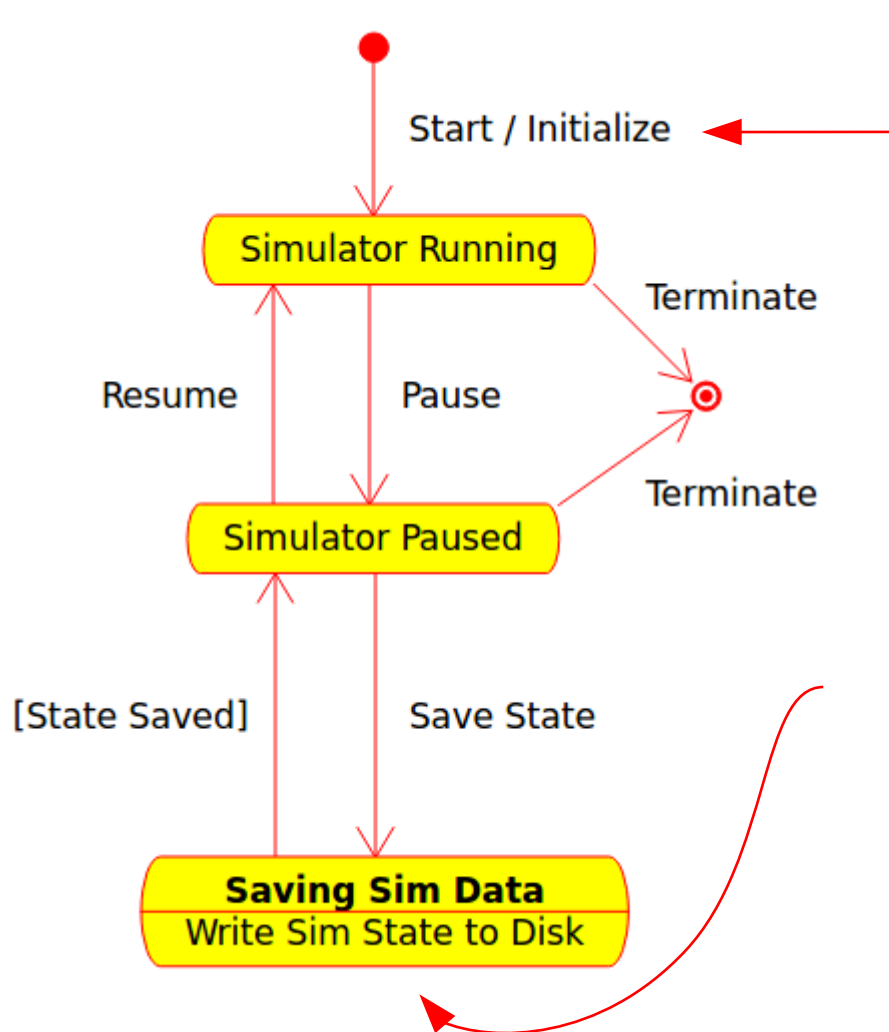 Start / Initialize
Simulator Running
Terminate
Resume
Pause
Terminate
Simulator Paused
[State Saved]
Save State
Saving Sim Data
Write Sim State to Disk